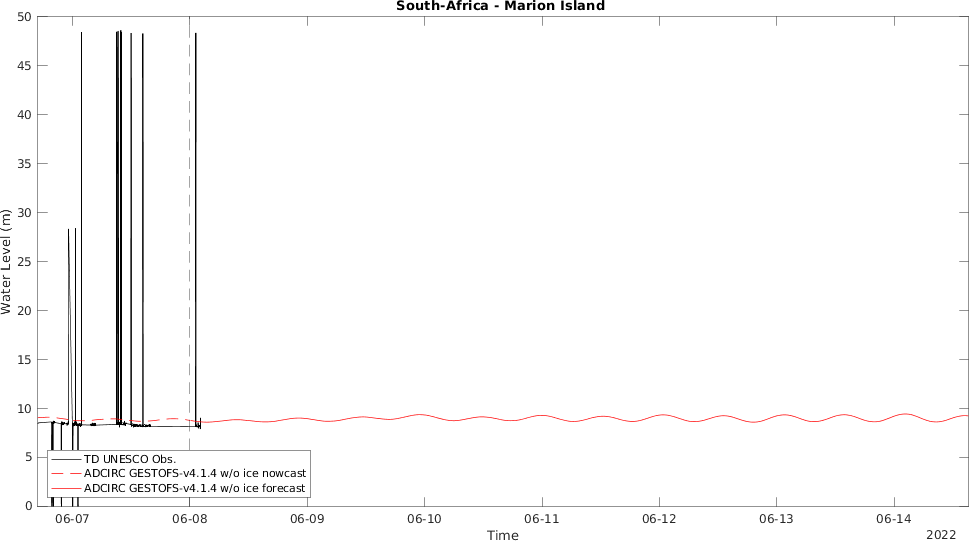 South-Africa - Marion Island
50
45
40
35
30
25
20
15
10
5
0
Water Level (m)
TD UNESCO Obs.
ADCIRC GESTOFS-v4.1.4 w/o ice nowcast
ADCIRC GESTOFS-v4.1.4 w/o ice forecast
06-07 06-08 06-09 06-10 06-11 06-12 06-13 06-14
Time
2022